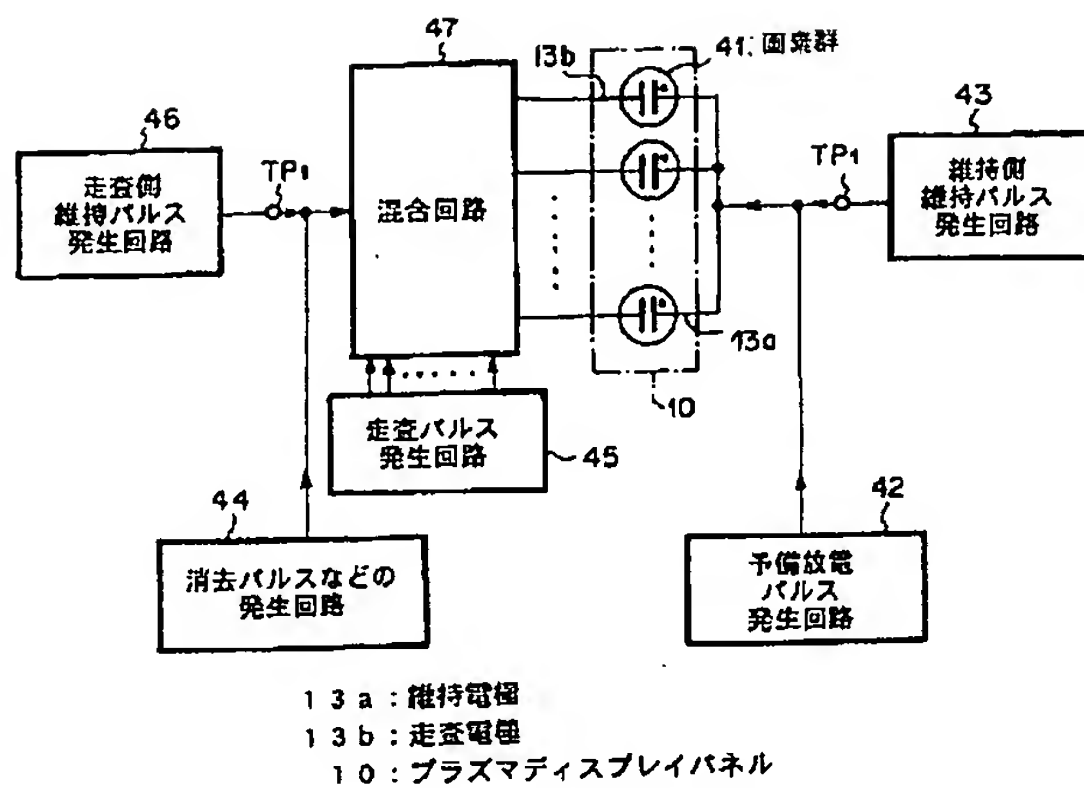 47
13b
41:画素群
43
46
TP1
TP1
走査側
維持パルス
発生回路
混合回路
維持側
維持パルス
発生回路
13a
10
走査パルス
発生回路
45
44
42
消去パルスなどの
発生回路
予備放電
パルス
発生回路
13a:維持電極
13b:走査電極
10:プラズマディスプレイパネル